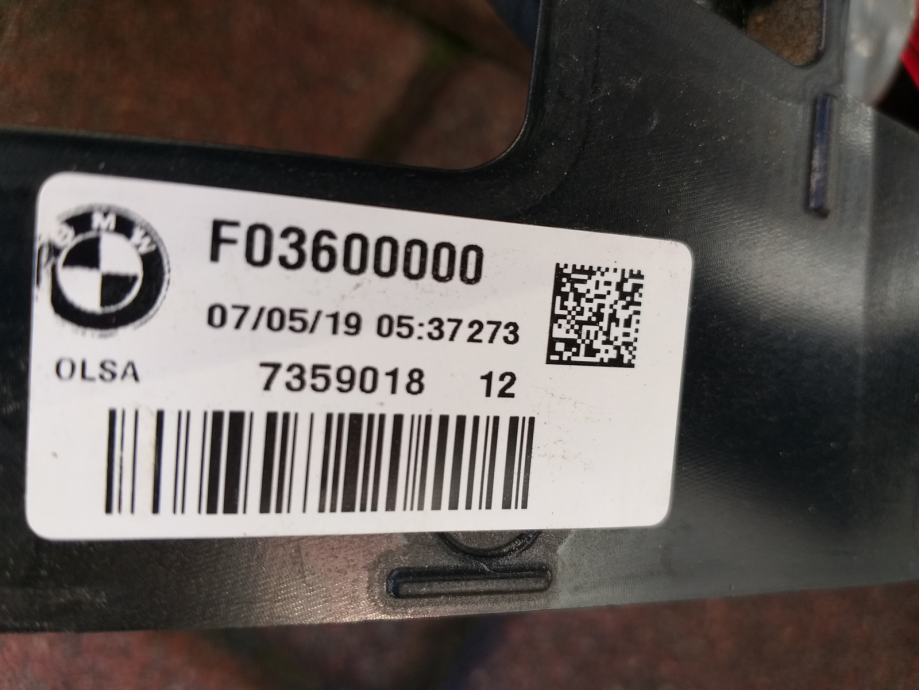 BMW
F03600000
07/05/19 05:37273
OLSA 7359018 12